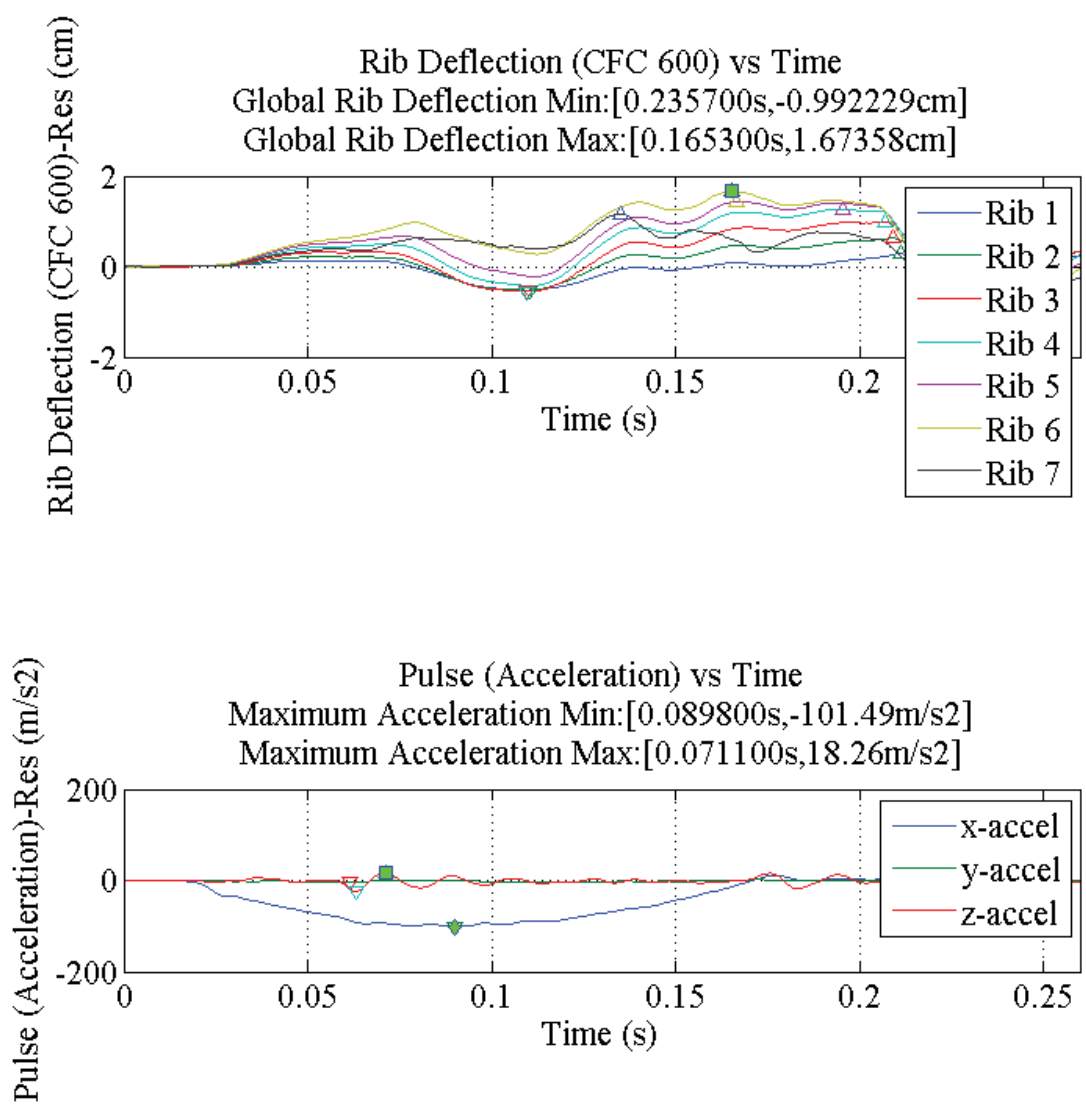 Rib Deflection (CFC 600) vs Time
Global Rib Deflection Min:[0.235700s,-0.992229cm]
Global Rib Deflection Max:[0.165300s,1.67358cm]
Rib Deflection (CFC 600)-Res (cm)
2
0
-2
0
0.05
0.1
0.15
0.2
Time (s)
Rib 1
Rib 2
Rib 3
Rib 4
Rib 5
Rib 6
Rib 7
Pulse (Acceleration) vs Time
Maximum Acceleration Min:[0.089800s,-101.49m/s2]
Maximum Acceleration Max:[0.071100s,18.26m/s2]
Pulse (Acceleration)-Res (m/s2)
200
0
-200
0
0.05
0.1
0.15
0.2
0.25
Time (s)
x-accel
y-accel
z-accel